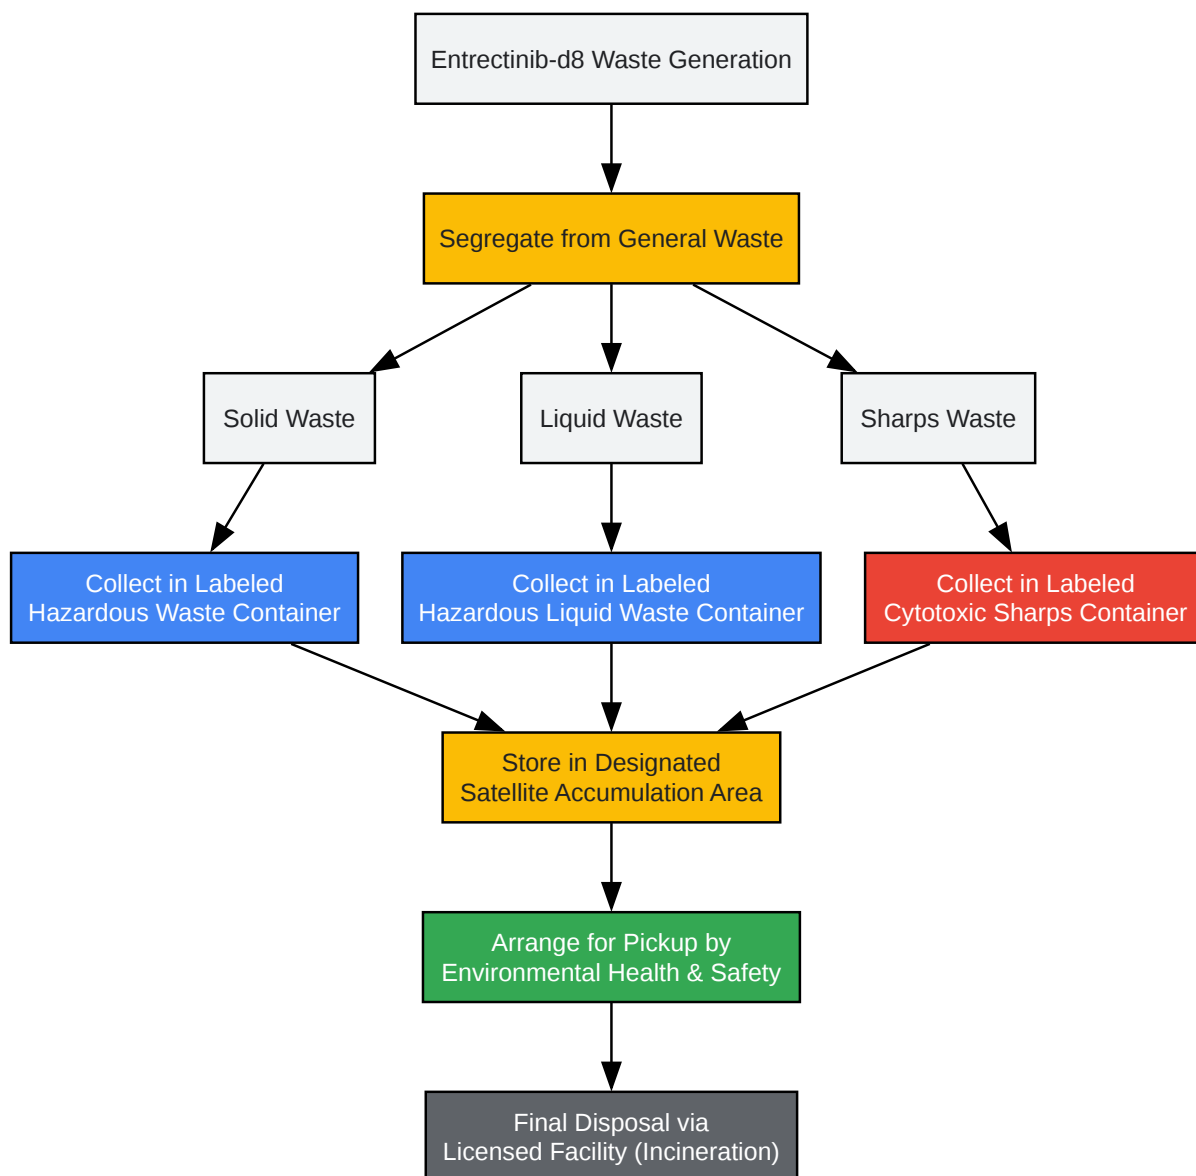 Entrectinib-d8 Waste Generation
Segregate from General Waste
Solid Waste
Liquid Waste
Sharps Waste
Collect in Labeled
Hazardous Waste Container
Collect in Labeled
Hazardous Liquid Waste Container
Collect in Labeled
Cytotoxic Sharps Container
Store in Designated
Satellite Accumulation Area
Arrange for Pickup by
Environmental Health & Safety
Final Disposal via
Licensed Facility (Incineration)